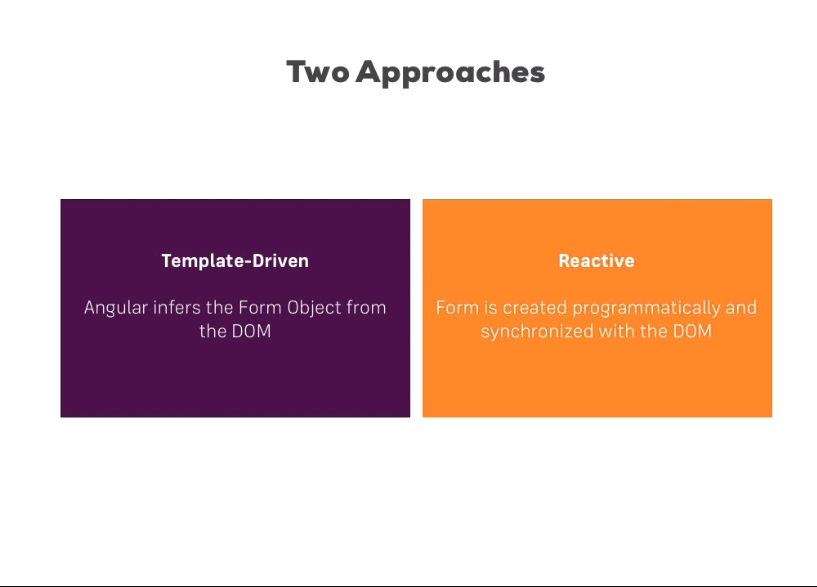 Two Approaches
Template-Driven
Angular infers the Form Object from
the DOM
Reactive
Form is created programmatically and
synchronized with the DOM